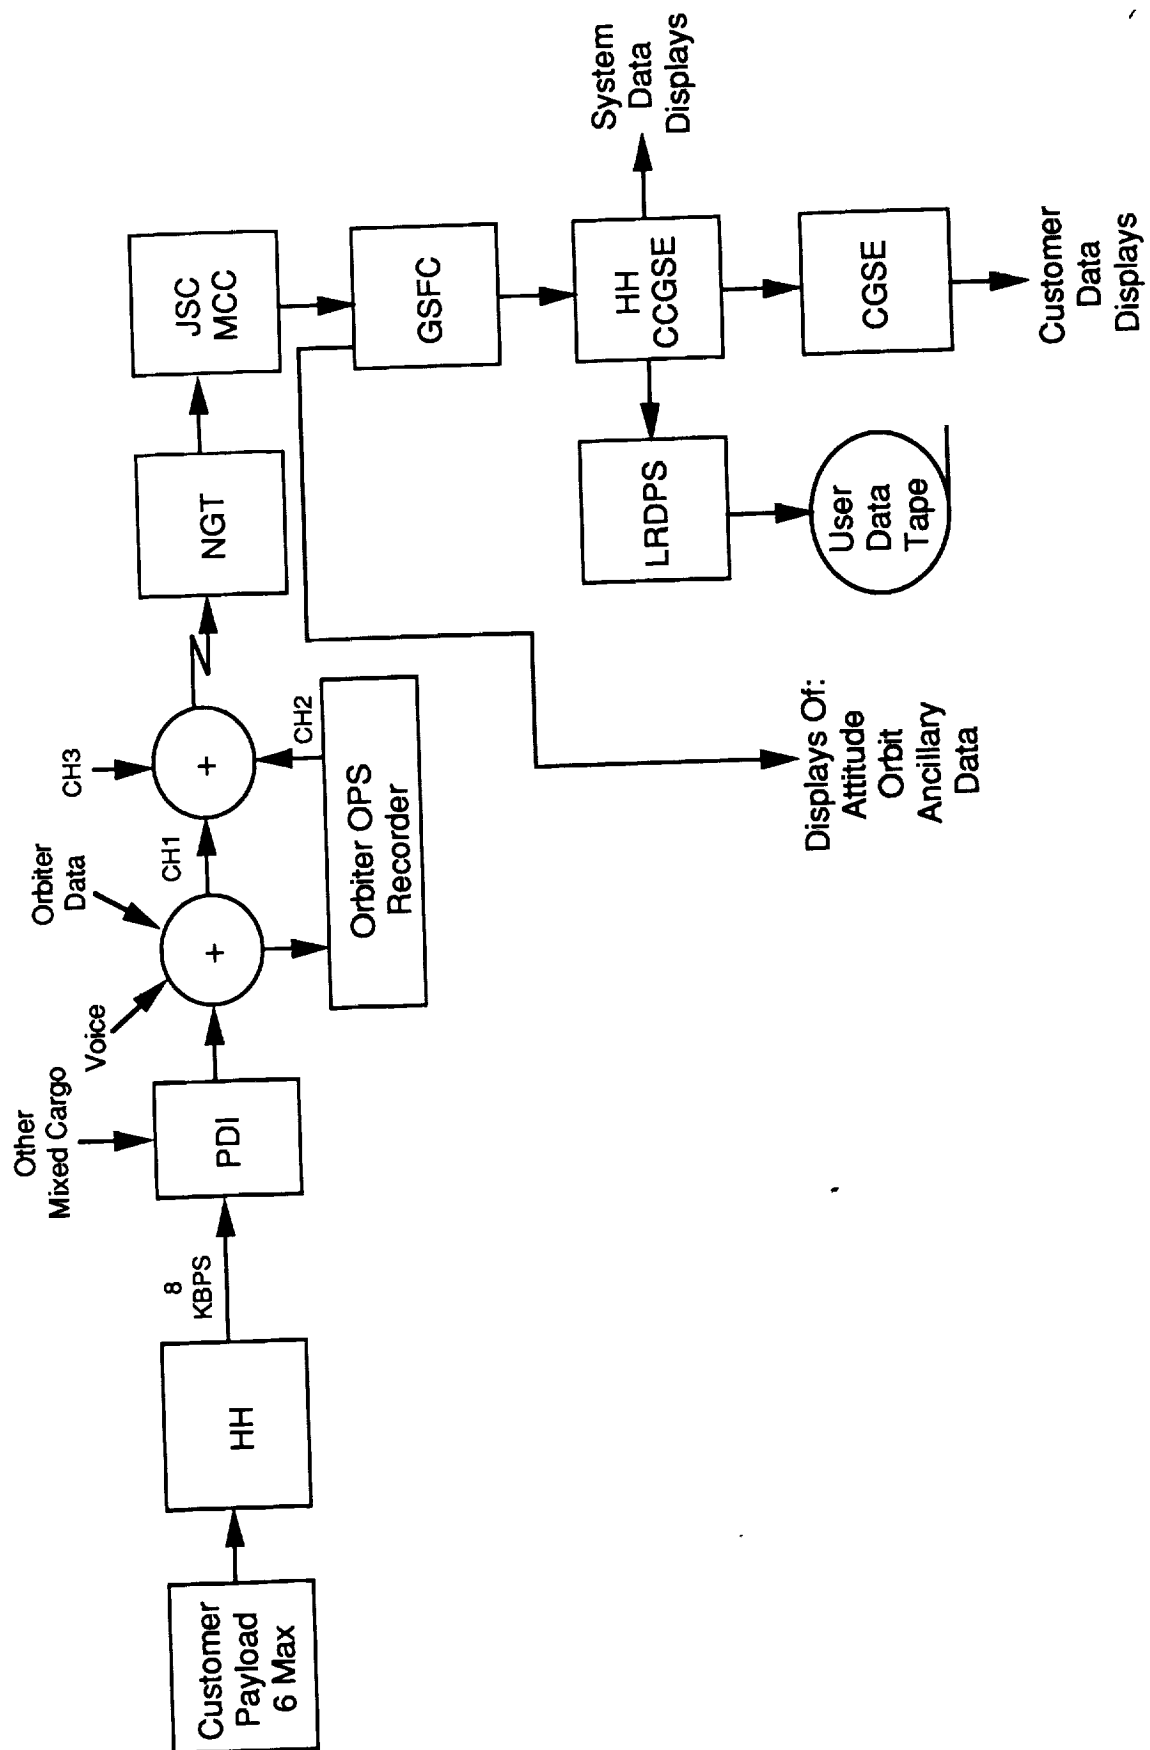 Customer
Payload
6 Max
HH
8
KBPS
Other
Mixed Cargo
PDI
Voice
Orbiter
Data
+
CH1
Orbiter OPS
Recorder
CH3
+
CH2
NGT
JSC
MCC
GSFC
Displays Of:
Attitude
Orbit
Ancillary
Data
HH
CCGSE
System
Data
Displays
LRDPS
User
Data
Tape
CGSE
Customer
Data
Displays